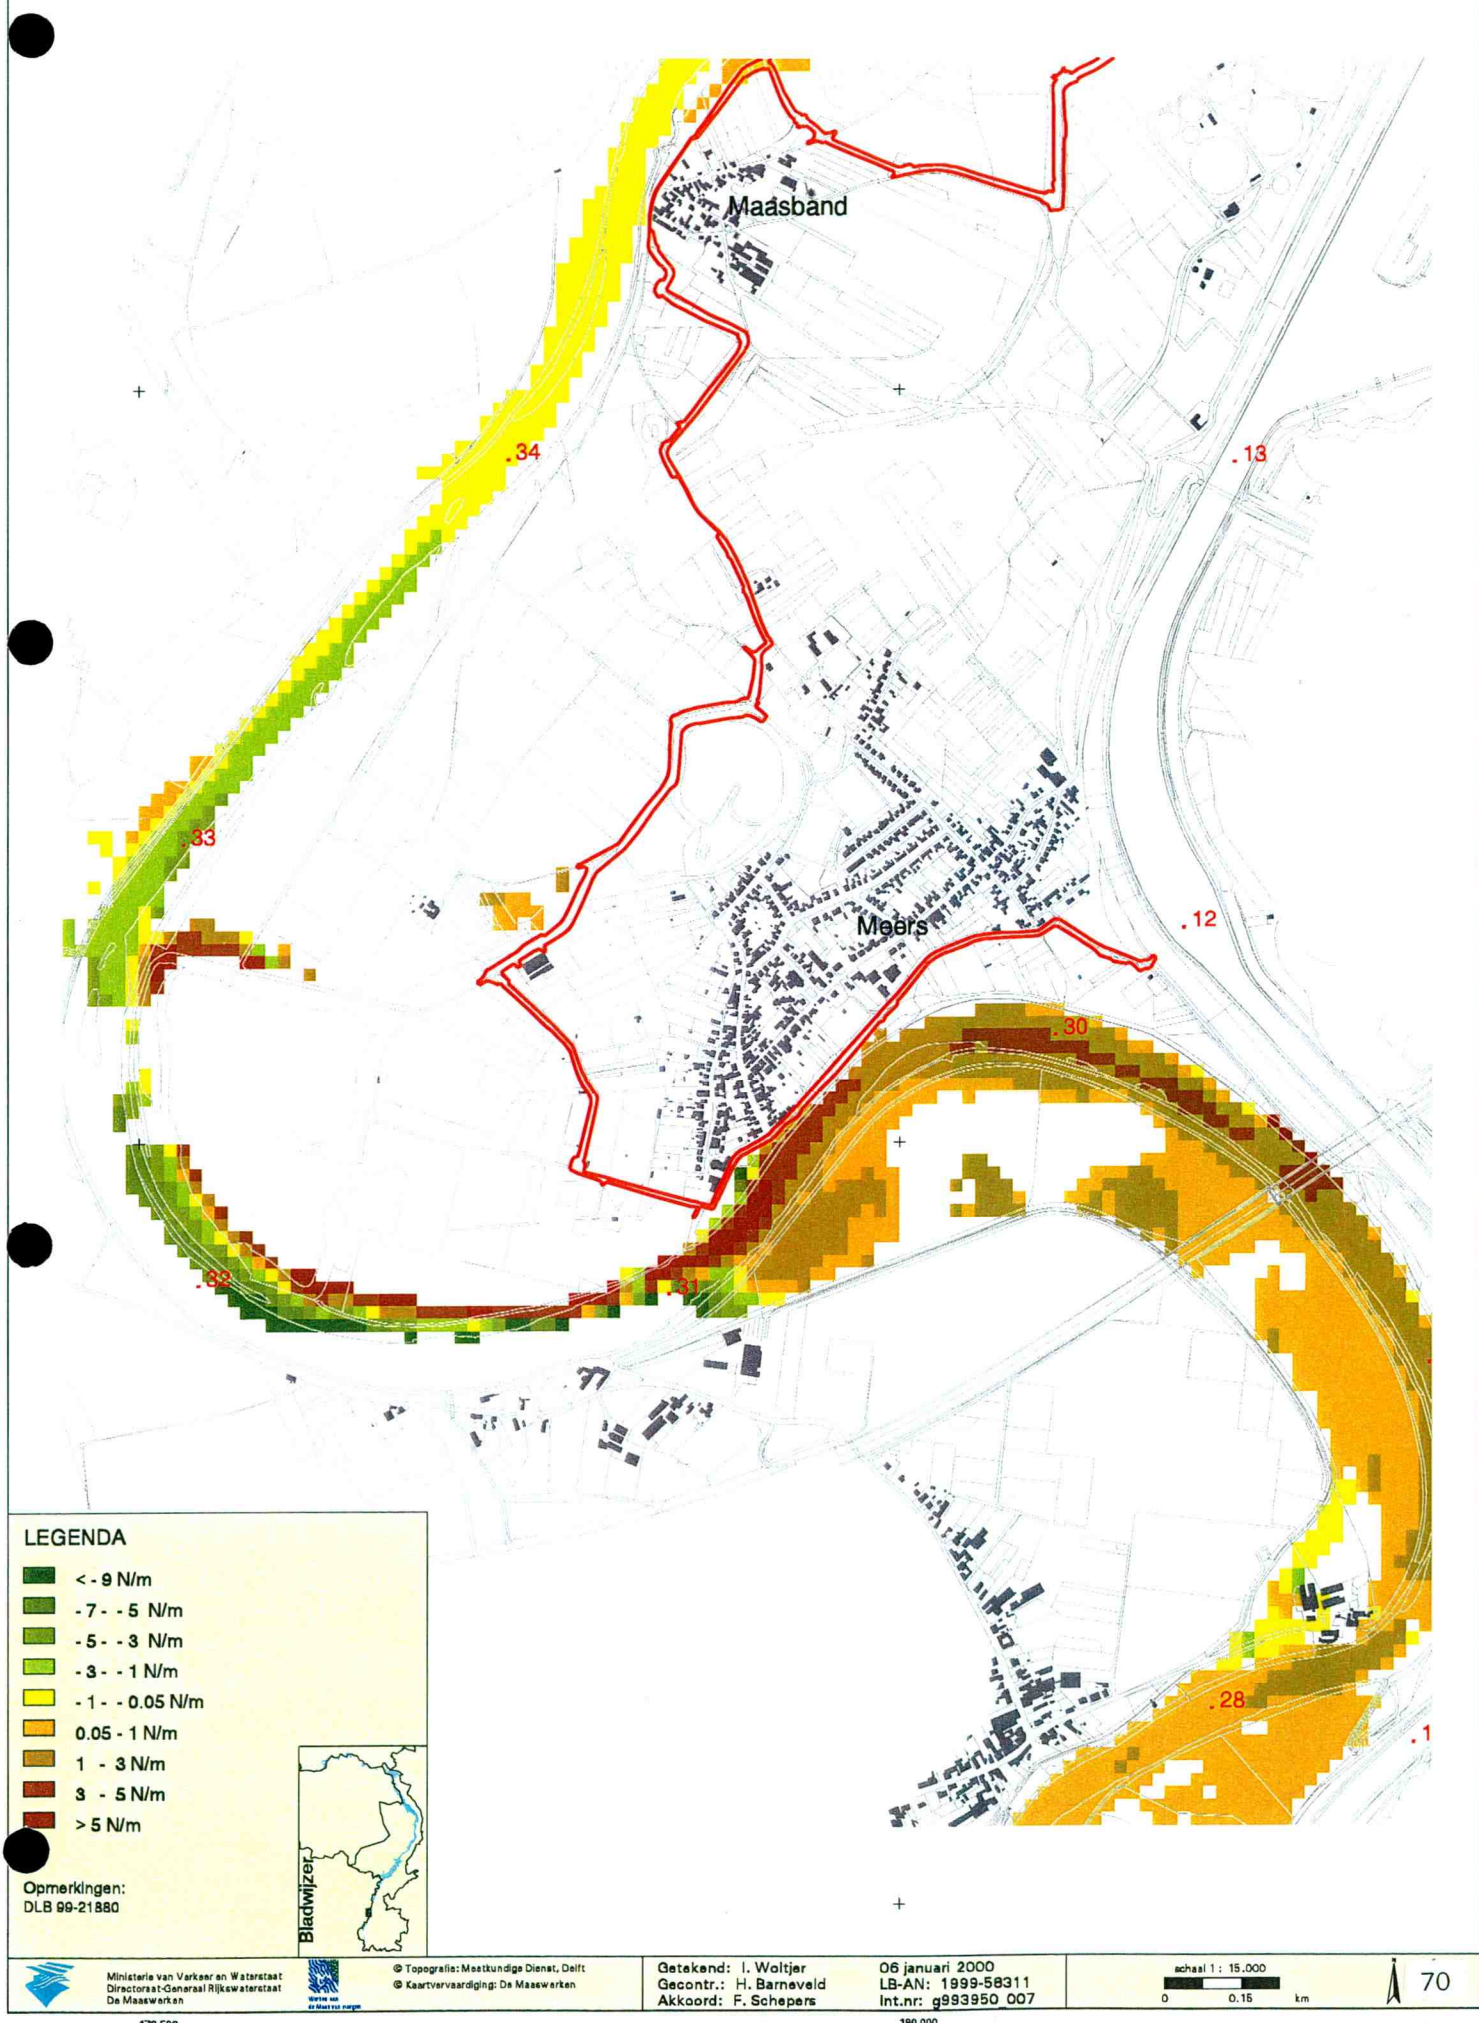 Maasband
.34
.13
.33
Meers
.12
.30
.32
.31
.28
.1
LEGENDA
< - 9 N/m
- 7 - - 5 N/m
- 5 - - 3 N/m
- 3 - - 1 N/m
- 1 - - 0.05 N/m
0.05 - 1 N/m
1 - 3 N/m
3 - 5 N/m
> 5 N/m
Opmerkingen:
DLB 99-21880
Bladwijzer
Ministerie van Verkeer en Waterstaat
Directoraat-Generaal Rijkswaterstaat
De Maaswerken
© Topografie: Meetkundige Dienst, Delft
© Kaartvervaardiging: De Maaswerken
Getekend: I. Woltjer
Gecontr.: H. Barneveld
Akkoord: F. Schepers
06 januari 2000
LB-AN: 1999-58311
Int.nr: g993950_007
schaal 1 : 15.000
0 0.15 km
70